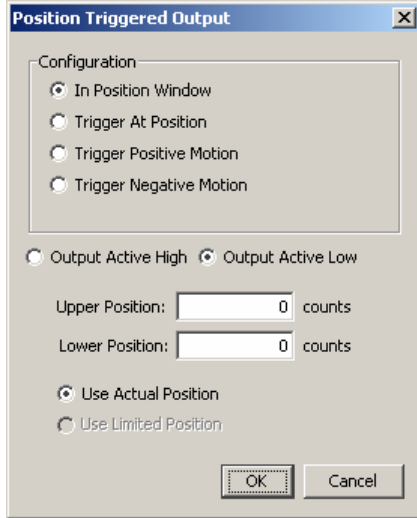 Position Triggered Output
Configuration
In Position Window
Trigger At Position
Trigger Positive Motion
Trigger Negative Motion
Output Active High Output Active Low
Upper Position: 0 counts
Lower Position: 0 counts
Use Actual Position
Use Limited Position
OK Cancel